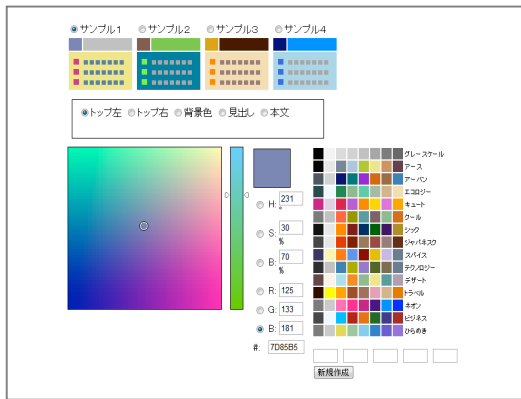 サンプル1 サンプル2 サンプル3 サンプル4
トップ左 トップ右 背景色 見出し 本文
H: 231 °
S: 30 %
B: 70 %
R: 125
G: 133
B: 181
#: 7D85B5
グレースケール
アース
アーバン
エコロジー
キュート
クール
シック
ジャパネスク
スパイス
テクノロジー
デザート
トラベル
ネオン
ビジネス
ひらめき
新規作成